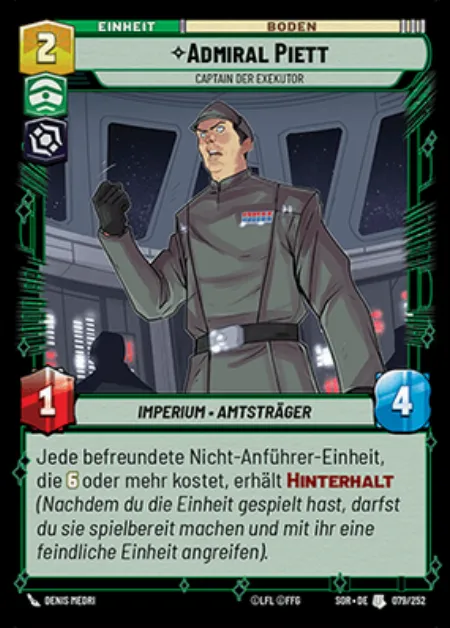 EINHEIT
BODEN
2
ADMIRAL PIETT
CAPTAIN DER EXEKUTOR
1
4
IMPERIUM • AMTSTRÄGER
Jede befreundete Nicht-Anführer-Einheit,
die 6 oder mehr kostet, erhält HINTERHALT
(Nachdem du die Einheit gespielt hast, darfst
du sie spielbereit machen und mit ihr eine
feindliche Einheit angreifen).
DENIS MEDRI
©LFL ©FFG
SOR • DE U 079/252